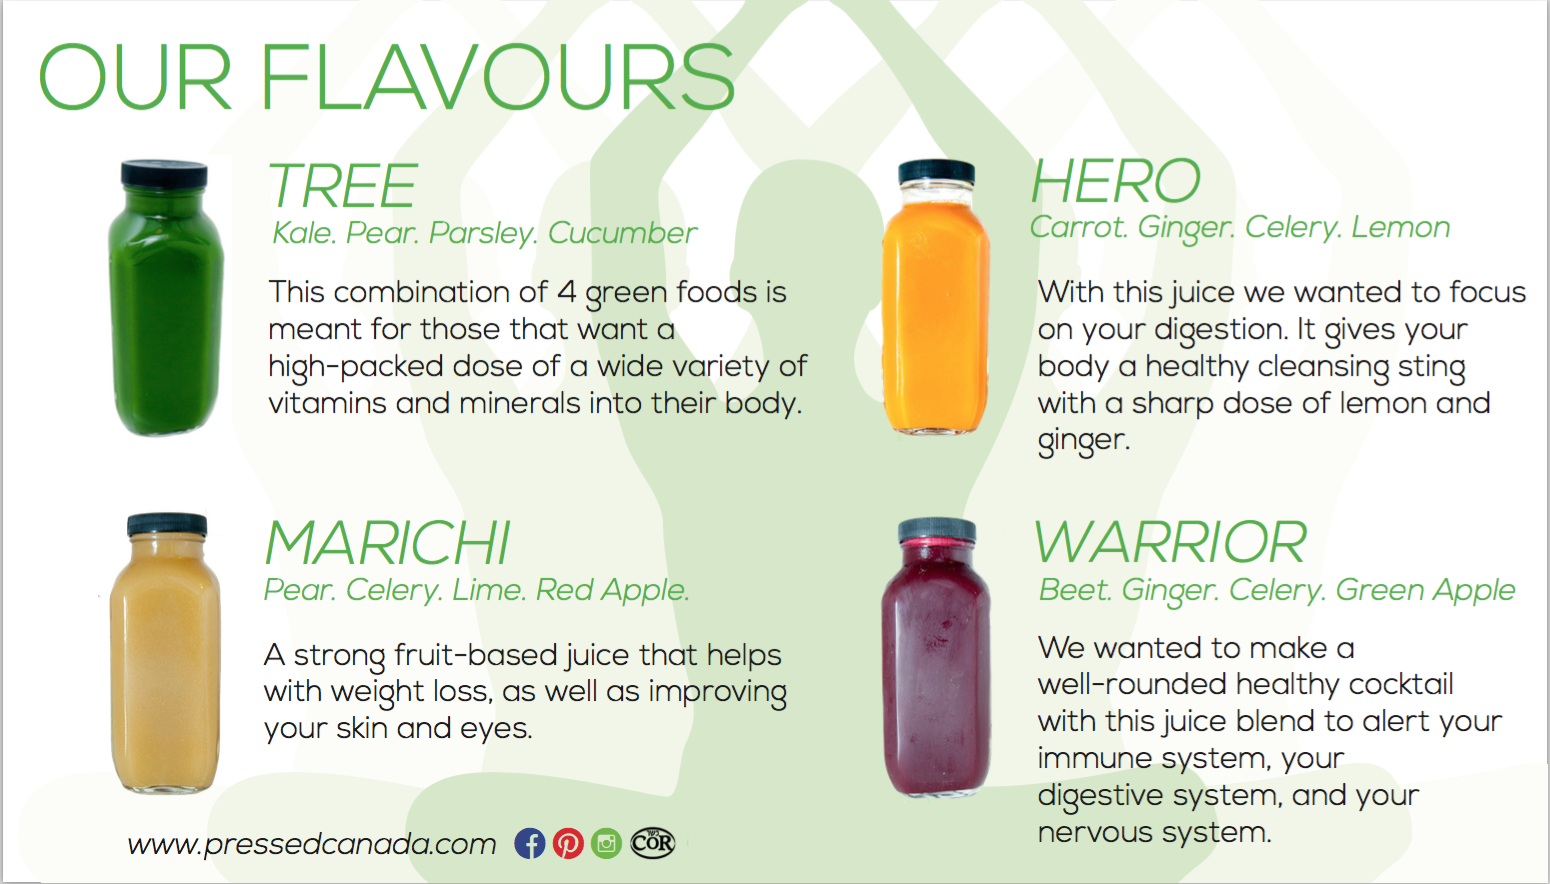 OUR FLAVOURS
TREE
Kale. Pear. Parsley. Cucumber
This combination of 4 green foods is
meant for those that want a
high-packed dose of a wide variety of
vitamins and minerals into their body.
HERO
Carrot. Ginger. Celery. Lemon
With this juice we wanted to focus
on your digestion. It gives your
body a healthy cleansing sting
with a sharp dose of lemon and
ginger.
MARICHI
Pear. Celery. Lime. Red Apple.
A strong fruit-based juice that helps
with weight loss, as well as improving
your skin and eyes.
WARRIOR
Beet. Ginger. Celery. Green Apple
We wanted to make a
well-rounded healthy cocktail
with this juice blend to alert your
immune system, your
digestive system, and your
nervous system.
www.pressedcanada.com
COR